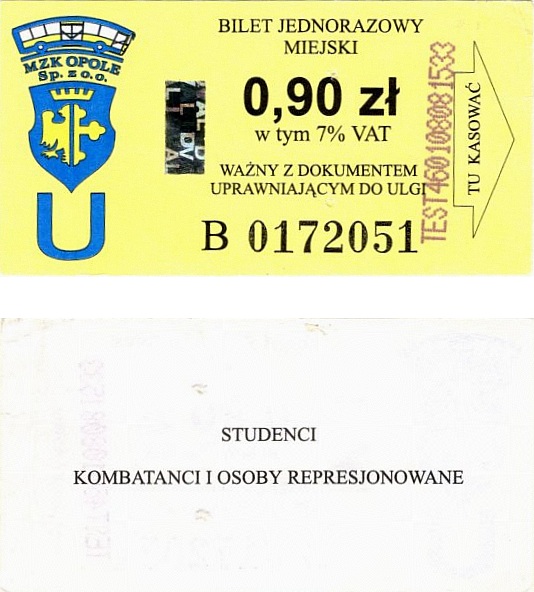 MZK OPOLE
Sp. z o.o.
U
BILET JEDNORAZOWY
MIEJSKI
0,90 zł
w tym 7% VAT
WAŻNY Z DOKUMENTEM
UPRAWNIAJĄCYM DO ULGI
B 0172051
TEST460108081533
TU KASOWAĆ
STUDENCI
KOMBATANCI I OSOBY REPRESJONOWANE